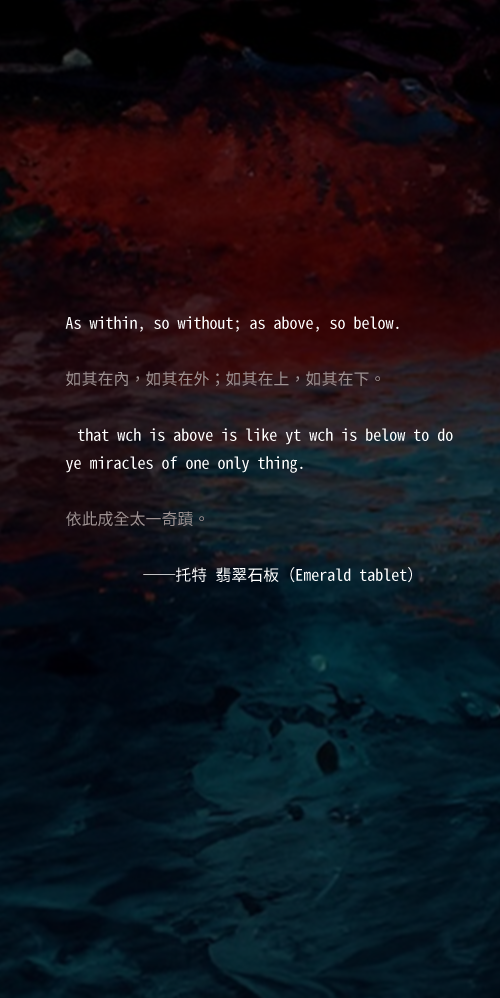 As within, so without; as above, so below.
如其在內，如其在外；如其在上，如其在下。
that wch is above is like yt wch is below to do
ye miracles of one only thing.
依此成全太一奇蹟。
──托特 翡翠石板（Emerald tablet）